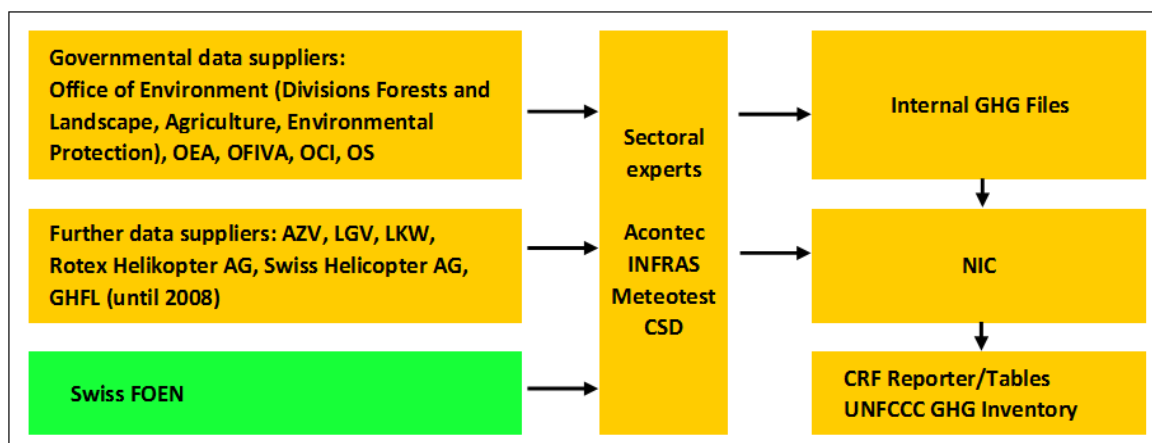 Governmental data suppliers:
Office of Environment (Divisions Forests and
Landscape, Agriculture, Environmental
Protection), OEA, OFIVA, OCI, OS
Further data suppliers: AZV, LGV, LKW,
Rotex Helikopter AG, Swiss Helicopter AG,
GHFL (until 2008)
Swiss FOEN
Sectoral
experts
Acontec
INFRAS
Meteotest
CSD
Internal GHG Files
NIC
CRF Reporter/Tables
UNFCCC GHG Inventory